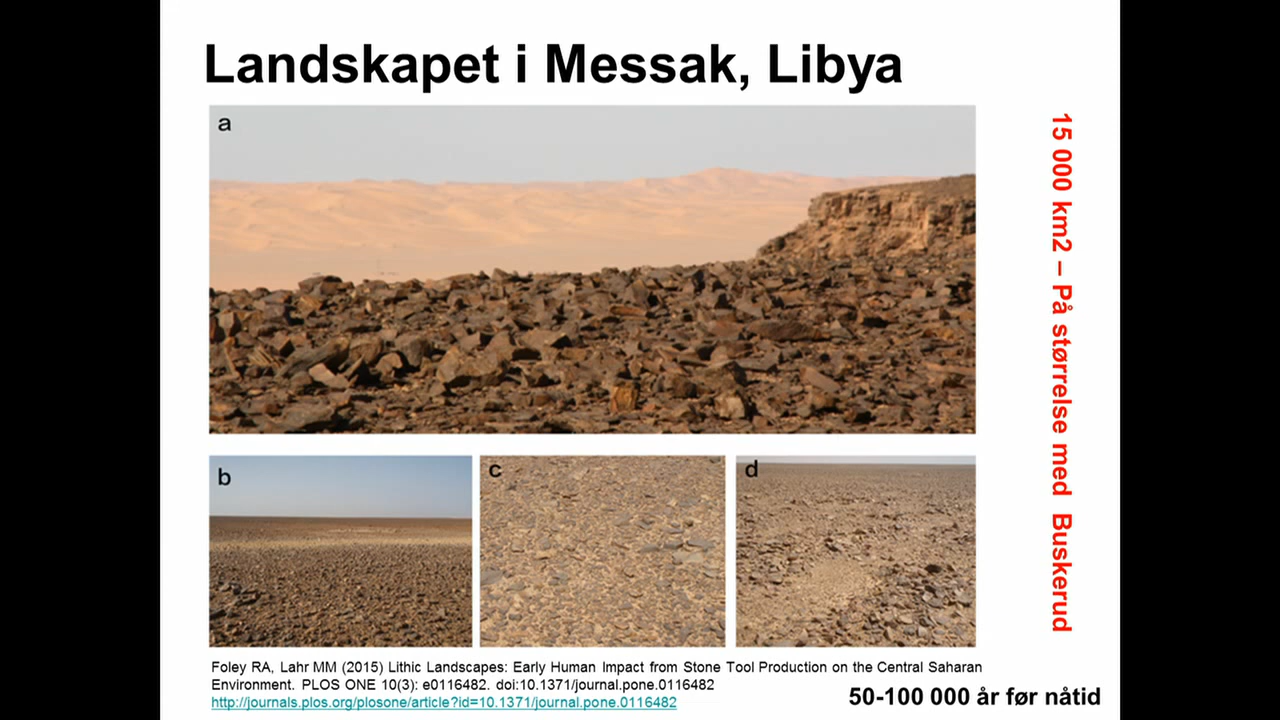 Landskapet i Messak, Libya
a
15 000 km2 – På størrelse med Buskerud
b
c
d
Foley RA, Lahr MM (2015) Lithic Landscapes: Early Human Impact from Stone Tool Production on the Central Saharan
Environment. PLOS ONE 10(3): e0116482. doi:10.1371/journal.pone.0116482
http://journals.plos.org/plosone/article?id=10.1371/journal.pone.0116482
50-100 000 år før nåtid